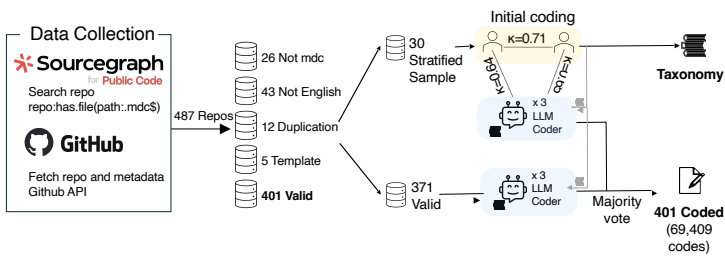 Data Collection
Sourcegraph
for Public Code
Search repo
repo:has.file(path:.mdc$)
GitHub
Fetch repo and metadata
Github API
487 Repos
26 Not mdc
43 Not English
12 Duplication
5 Template
401 Valid
30
Stratified
Sample
371
Valid
Initial coding
κ=0.71
κ=0.64
x 3
LLM
Coder
x 3
LLM
Coder
Majority
vote
Taxonomy
401 Coded
(69,409
codes)